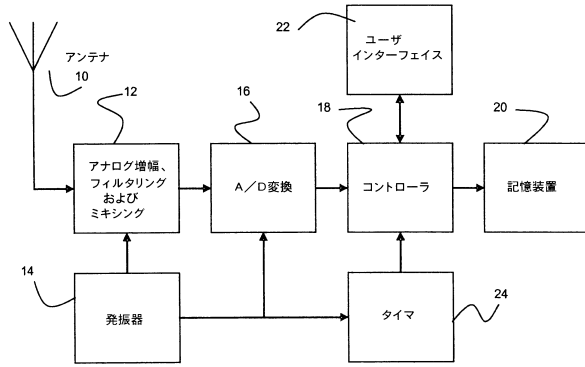 22
ユーザ
インターフェイス
アンテナ
10
12
16
18
20
アナログ増幅、
フィルタリング
および
ミキシング
A/D変換
コントローラ
記憶装置
14
発振器
タイマ
24